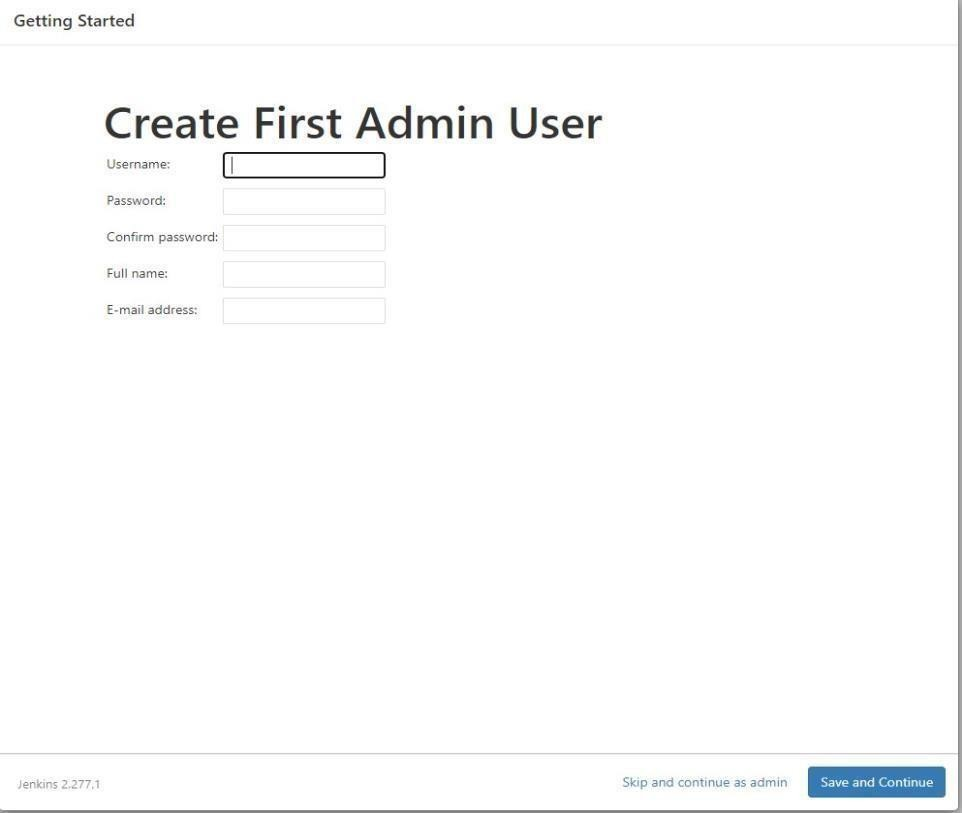 Getting Started
Create First Admin User
Username:
Password:
Confirm password:
Full name:
E-mail address:
Jenkins 2.277.1
Skip and continue as admin
Save and Continue